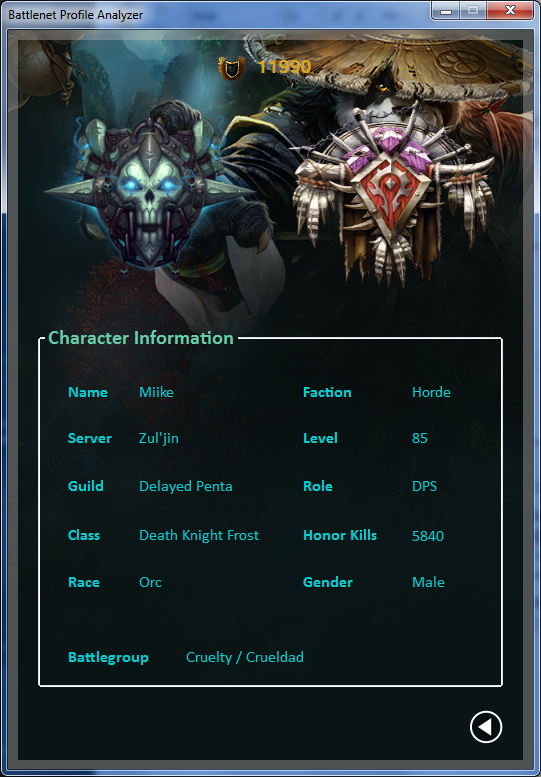 Battlenet Profile Analyzer
11990
Character Information
Name Miike Faction Horde
Server Zul'jin Level 85
Guild Delayed Penta Role DPS
Class Death Knight Frost Honor Kills 5840
Race Orc Gender Male
Battlegroup Cruelty / Crueldad